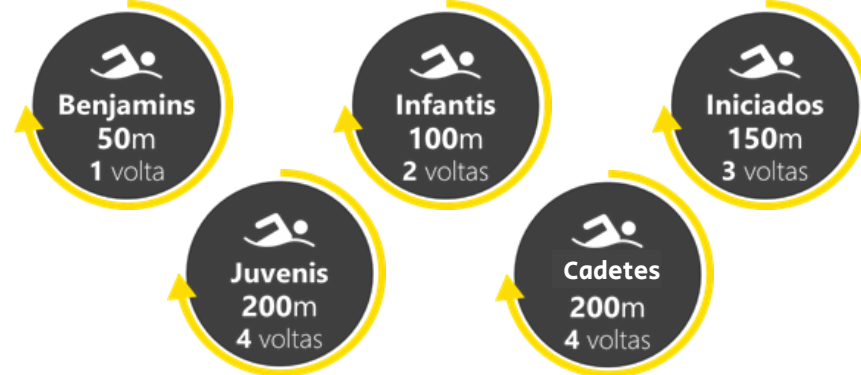 Benjamins
50m
1 volta
Infantis
100m
2 voltas
Iniciados
150m
3 voltas
Juvenis
200m
4 voltas
Cadetes
200m
4 voltas